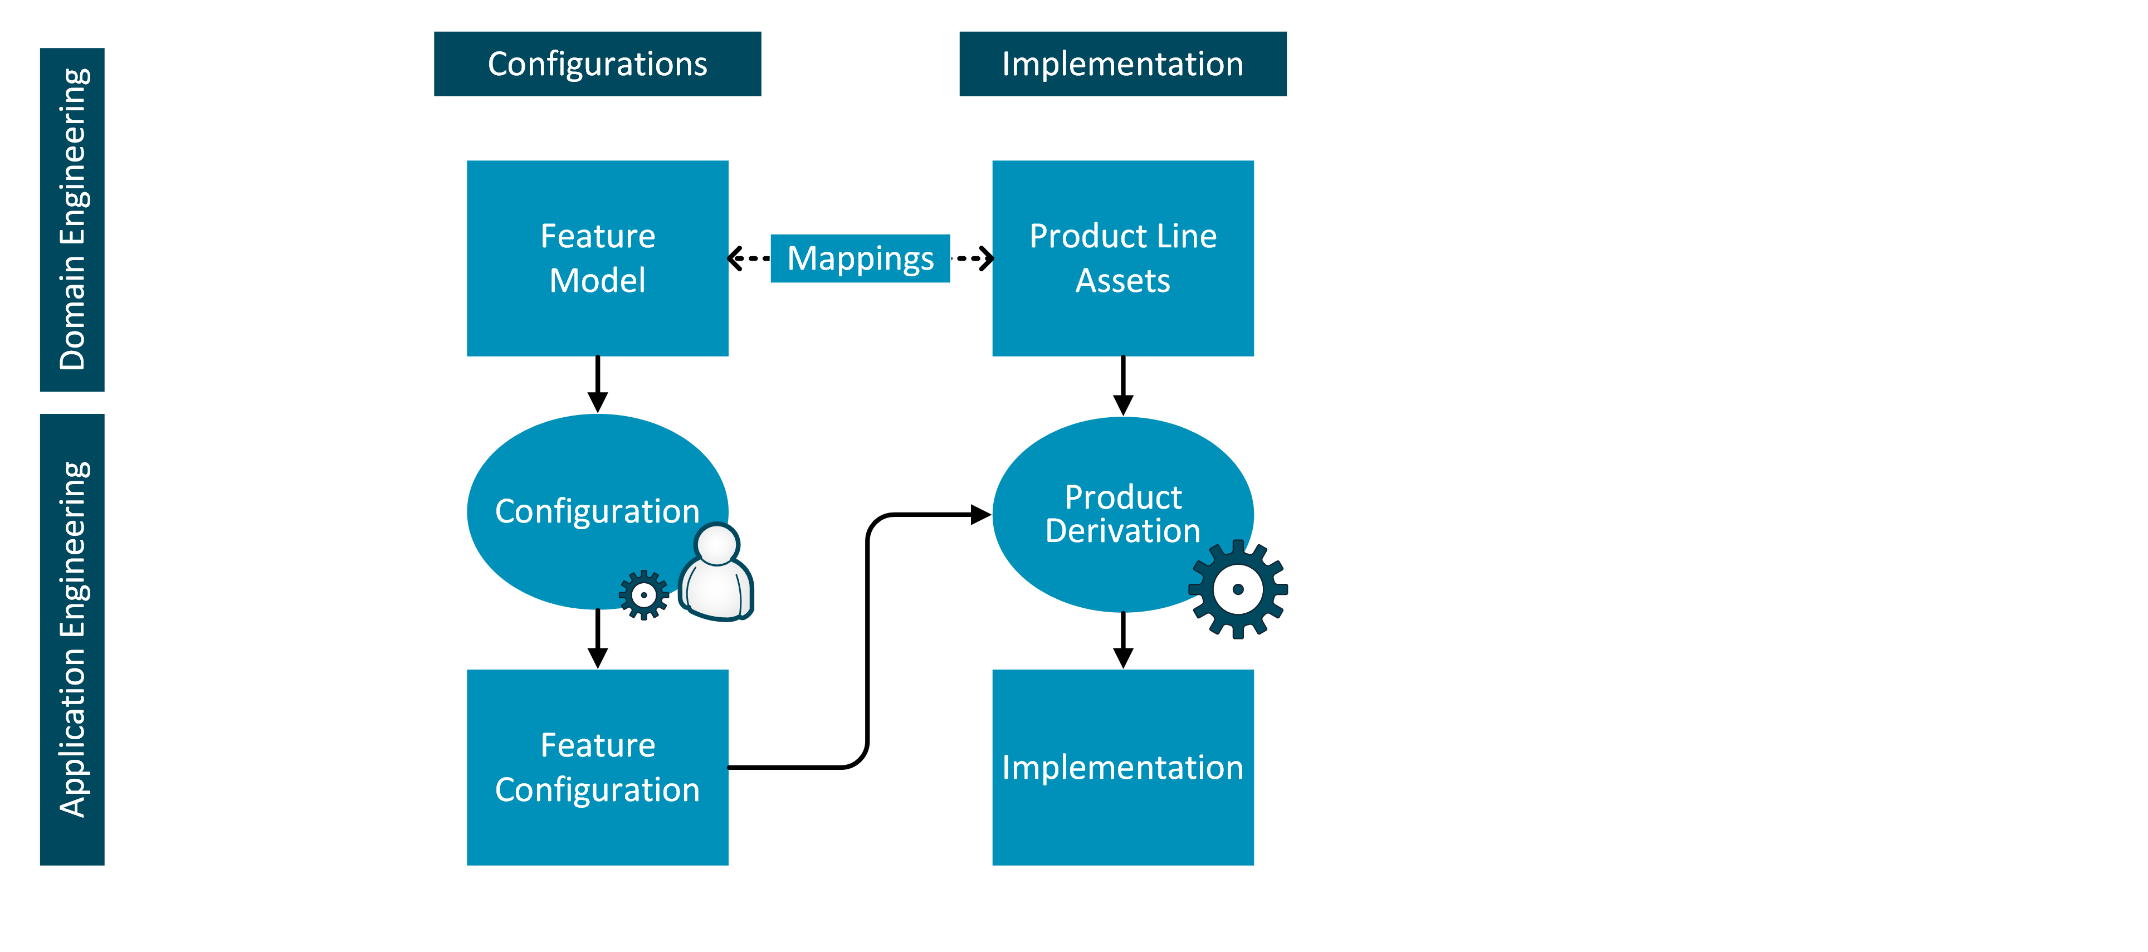 Configurations
Implementation
Domain Engineering
Feature
Model
Mappings
Product Line
Assets
Application Engineering
Configuration
Product
Derivation
Feature
Configuration
Implementation